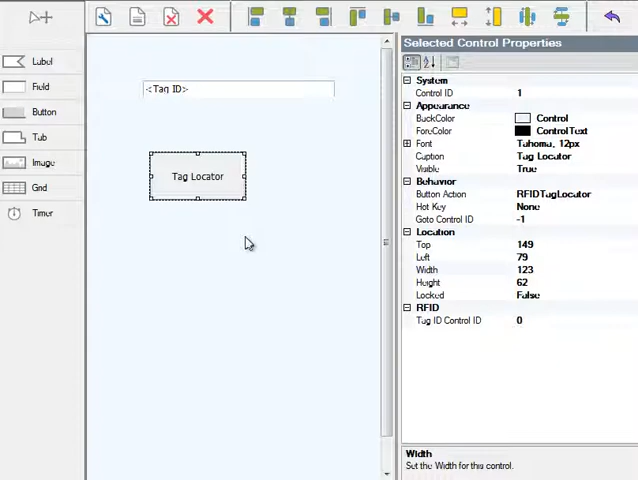 Selected Control Properties
Label
Field
Button
Tab
Image
Grid
Timer
<Tag ID>
Tag Locator
System
Control ID 1
Appearance
BackColor Control
ForeColor ControlText
Font Tahoma, 12px
Caption Tag Locator
Visible True
Behavior
Button Action RFIDTagLocator
Hot Key None
Goto Control ID -1
Location
Top 149
Left 79
Width 123
Height 62
Locked False
RFID
Tag ID Control ID 0
Width
Set the Width for this control.